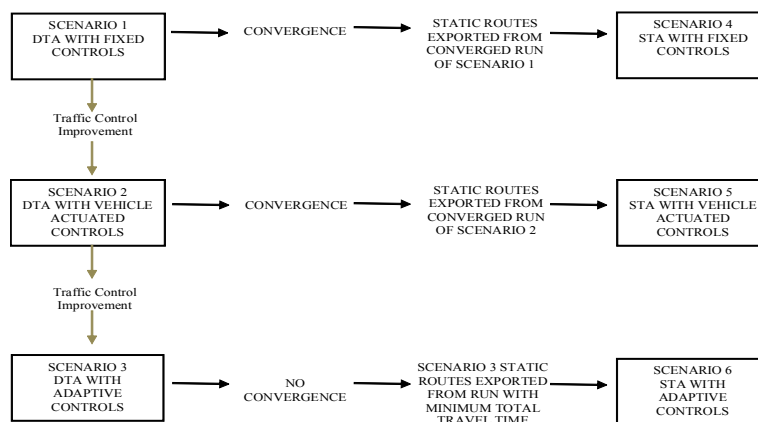 SCENARIO 1
DTA WITH FIXED
CONTROLS
CONVERGENCE
STATIC ROUTES
EXPORTED FROM
CONVERGED RUN
OF SCENARIO 1
SCENARIO 4
STA WITH FIXED
CONTROLS
Traffic Control
Improvement
SCENARIO 2
DTA WITH VEHICLE
ACTUATED
CONTROLS
CONVERGENCE
STATIC ROUTES
EXPORTED FROM
CONVERGED RUN
OF SCENARIO 2
SCENARIO 5
STA WITH VEHICLE
ACTUATED
CONTROLS
Traffic Control
Improvement
SCENARIO 3
DTA WITH
ADAPTIVE
CONTROLS
NO
CONVERGENCE
SCENARIO 3 STATIC
ROUTES EXPORTED
FROM RUN WITH
MINIMUM TOTAL
TRAVEL TIME
SCENARIO 6
STA WITH
ADAPTIVE
CONTROLS